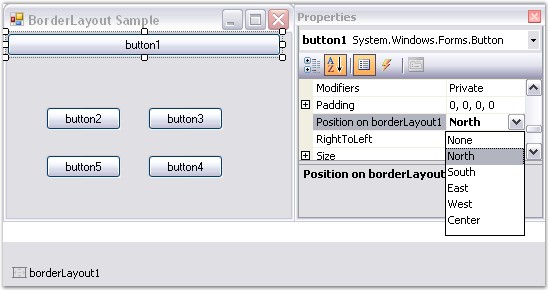 BorderLayout Sample
button1
button2
button3
button5
button4
borderLayout1
Properties
button1 System.Windows.Forms.Button
A
Z
Modifiers Private
Padding 0, 0, 0, 0
Position on borderLayout1 North
RightToLeft
Size
None
North
South
East
West
Center
Position on borderLayout